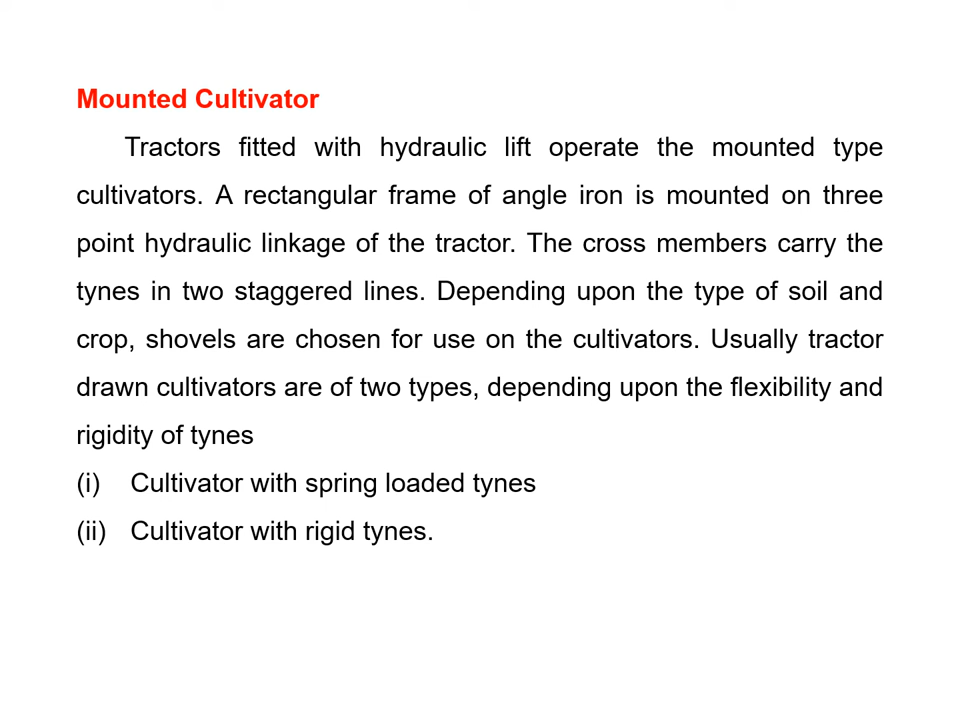 Mounted Cultivator
Tractors fitted with hydraulic lift operate the mounted type
cultivators. A rectangular frame of angle iron is mounted on three
point hydraulic linkage of the tractor. The cross members carry the
tynes in two staggered lines. Depending upon the type of soil and
crop, shovels are chosen for use on the cultivators. Usually tractor
drawn cultivators are of two types, depending upon the flexibility and
rigidity of tynes
(i) Cultivator with spring loaded tynes
(ii) Cultivator with rigid tynes.